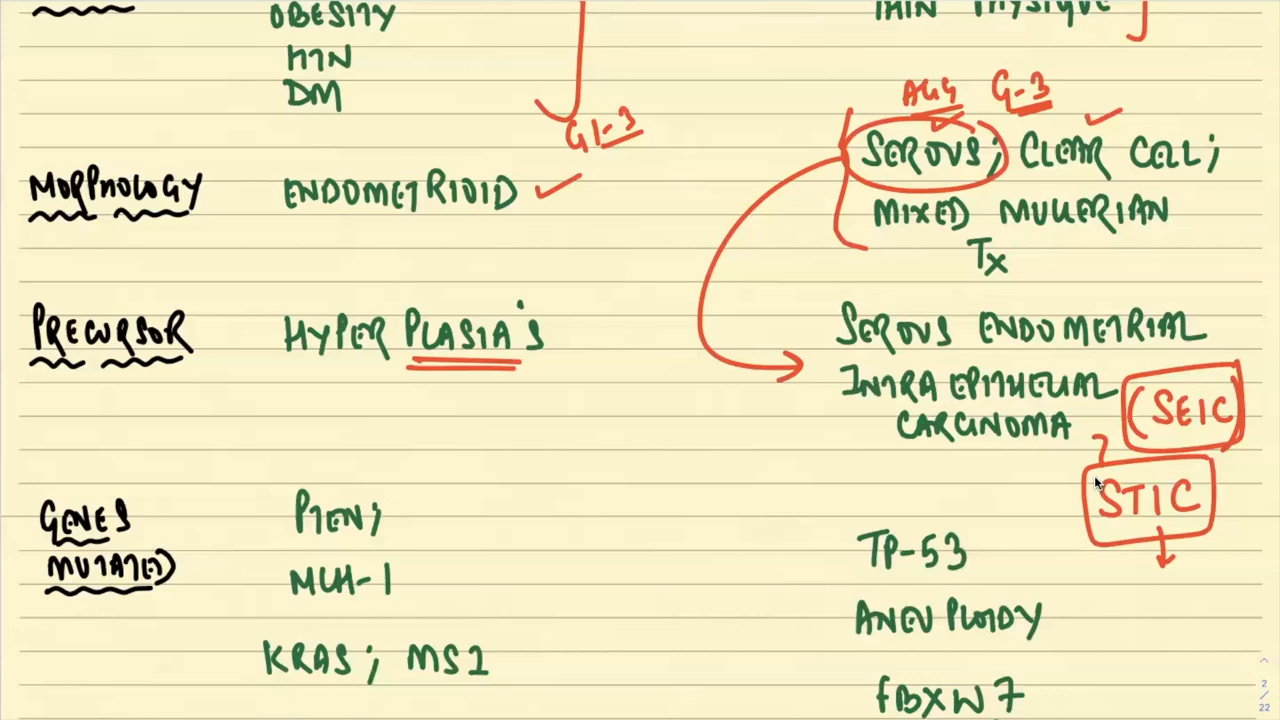 OBESITY
THIN PHYSIQUE
HTN
DM
AGG G-3
G1-3
SEROUS; CLEAR CELL;
MORPHOLOGY ENDOMETRIOID
MIXED MULLERIAN
Tx
PRECURSOR HYPER PLASIA'S
SEROUS ENDOMETRIAL
INTRA EPITHELIAL (SEIC)
CARCINOMA
STIC
GENES PTEN;
MUTATED
TP-53
MLH-1
ANEUPLOIDY
KRAS; MSI
FBXW7
2
/
22